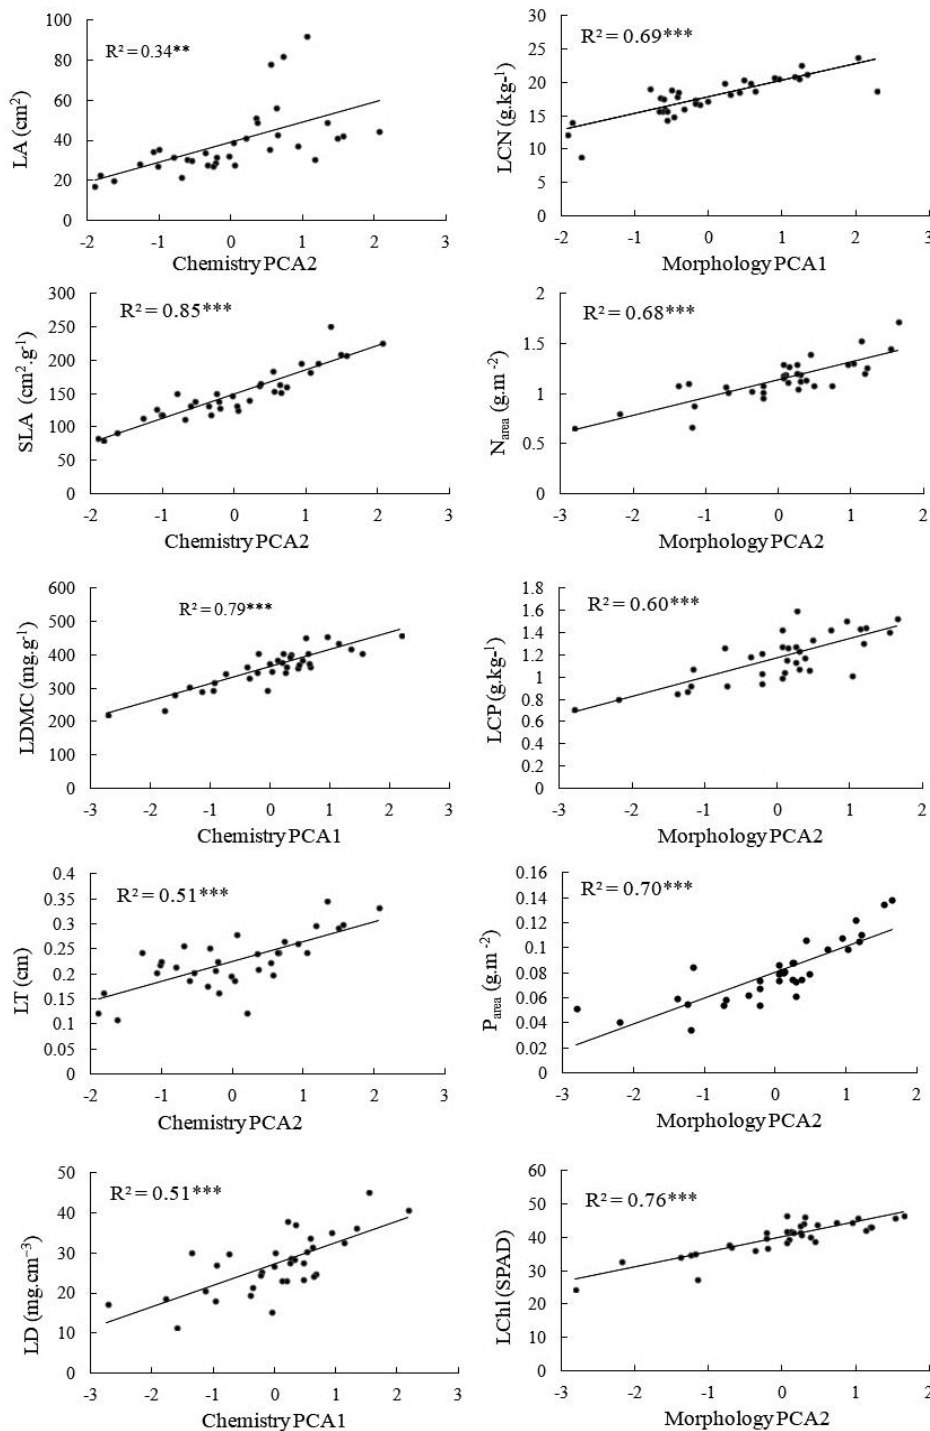 R² = 0.34**
LA (cm²)
100
80
60
40
20
0
-2 -1 0 1 2 3
Chemistry PCA2
R² = 0.69***
LCN (g.kg⁻¹)
30
25
20
15
10
5
0
-2 -1 0 1 2 3
Morphology PCA1
R² = 0.85***
SLA (cm².g⁻¹)
300
250
200
150
100
50
0
-2 -1 0 1 2 3
Chemistry PCA2
R² = 0.68***
Nₐᵣₑₐ (g.m⁻²)
2
1.5
1
0.5
0
-3 -2 -1 0 1 2
Morphology PCA2
R² = 0.79***
LDMC (mg.g⁻¹)
600
500
400
300
200
100
0
-3 -2 -1 0 1 2 3
Chemistry PCA1
R² = 0.60***
LCP (g.kg⁻¹)
1.8
1.6
1.4
1.2
1
0.8
0.6
0.4
0.2
0
-3 -2 -1 0 1 2
Morphology PCA2
R² = 0.51***
LT (cm)
0.4
0.35
0.3
0.25
0.2
0.15
0.1
0.05
0
-2 -1 0 1 2 3
Chemistry PCA2
R² = 0.70***
Pₐᵣₑₐ (g.m⁻²)
0.16
0.14
0.12
0.1
0.08
0.06
0.04
0.02
0
-3 -2 -1 0 1 2
Morphology PCA2
R² = 0.51***
LD (mg.cm⁻³)
50
40
30
20
10
0
-3 -2 -1 0 1 2 3
Chemistry PCA1
R² = 0.76***
LChl (SPAD)
60
50
40
30
20
10
0
-3 -2 -1 0 1 2
Morphology PCA2